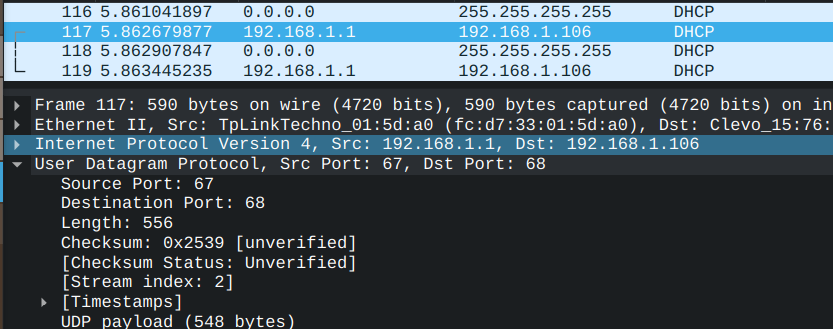 116 5.861041897 0.0.0.0 255.255.255.255 DHCP
117 5.862679877 192.168.1.1 192.168.1.106 DHCP
118 5.862907847 0.0.0.0 255.255.255.255 DHCP
119 5.863445235 192.168.1.1 192.168.1.106 DHCP
Frame 117: 590 bytes on wire (4720 bits), 590 bytes captured (4720 bits) on in
Ethernet II, Src: TpLinkTechno_01:5d:a0 (fc:d7:33:01:5d:a0), Dst: Clevo_15:76:
Internet Protocol Version 4, Src: 192.168.1.1, Dst: 192.168.1.106
User Datagram Protocol, Src Port: 67, Dst Port: 68
Source Port: 67
Destination Port: 68
Length: 556
Checksum: 0x2539 [unverified]
[Checksum Status: Unverified]
[Stream index: 2]
[Timestamps]
UDP payload (548 bytes)